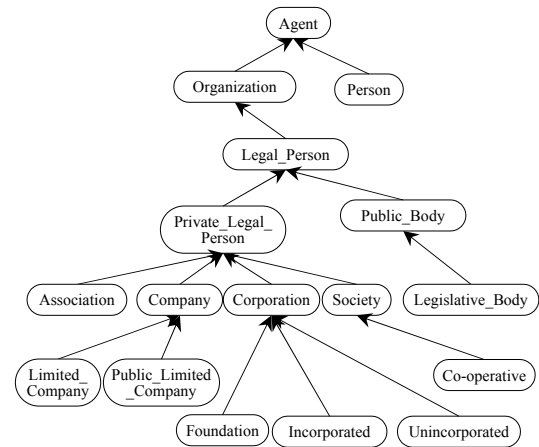 Agent
Organization
Person
Legal_Person
Private_Legal_
Person
Public_Body
Association
Company
Corporation
Society
Legislative_Body
Limited_
Company
Public_Limited
_Company
Co-operative
Foundation
Incorporated
Unincorporated